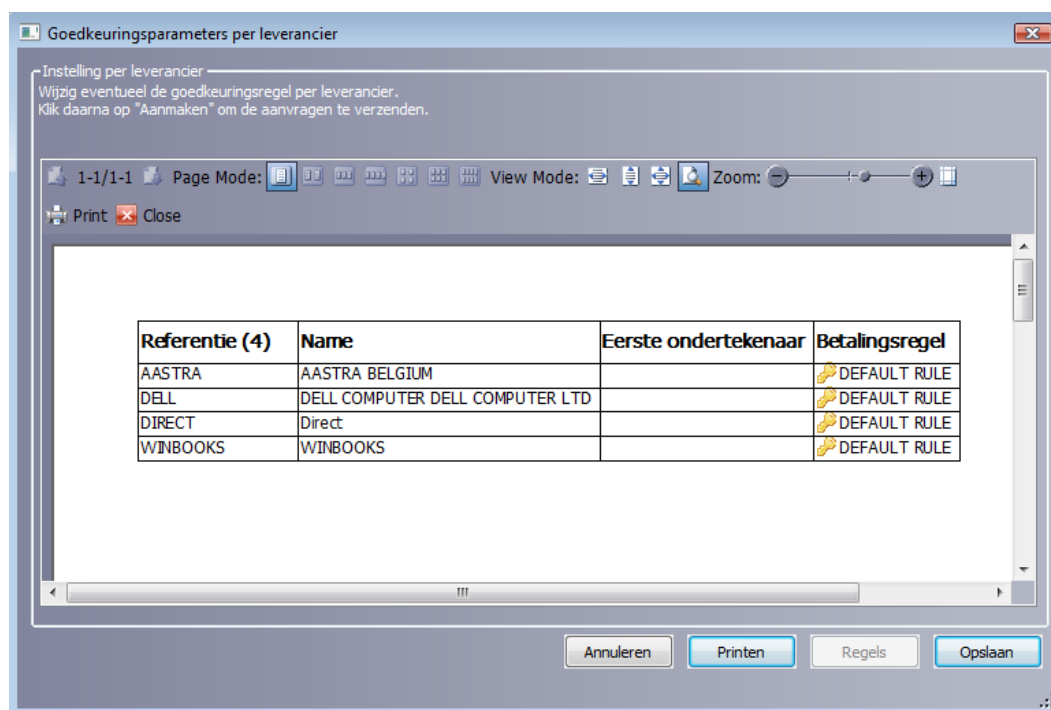 Goedkeuringsparameters per leverancier
Instelling per leverancier
Wijzig eventueel de goedkeuringsregel per leverancier.
Klik daarna op "Aanmaken" om de aanvragen te verzenden.
1-1/1-1 Page Mode: View Mode: Zoom:
Print Close
Referentie (4) Name Eerste ondertekenaar Betalingsregel
AASTRA AASTRA BELGIUM DEFAULT RULE
DELL DELL COMPUTER DELL COMPUTER LTD DEFAULT RULE
DIRECT Direct DEFAULT RULE
WINBOOKS WINBOOKS DEFAULT RULE
Annuleren Printen Regels Opslaan